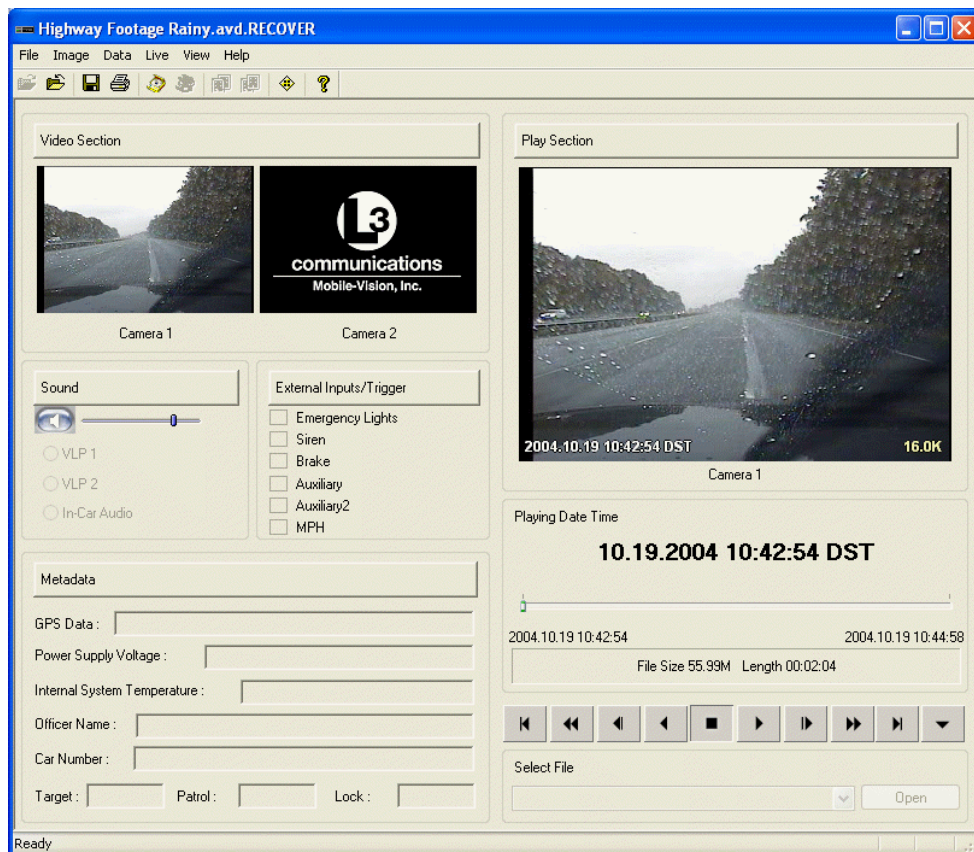 Highway Footage Rainy.avd.RECOVER
File Image Data Live View Help
Video Section
L3
communications
Mobile-Vision, Inc.
Camera 1 Camera 2
Sound
VLP 1
VLP 2
In-Car Audio
External Inputs/Trigger
Emergency Lights
Siren
Brake
Auxiliary
Auxiliary2
MPH
Metadata
GPS Data :
Power Supply Voltage :
Internal System Temperature :
Officer Name :
Car Number :
Target : Patrol : Lock :
Play Section
2004.10.19 10:42:54 DST 16.0K
Camera 1
Playing Date Time
10.19.2004 10:42:54 DST
2004.10.19 10:42:54 2004.10.19 10:44:58
File Size 55.99M Length 00:02:04
Select File
Open
Ready